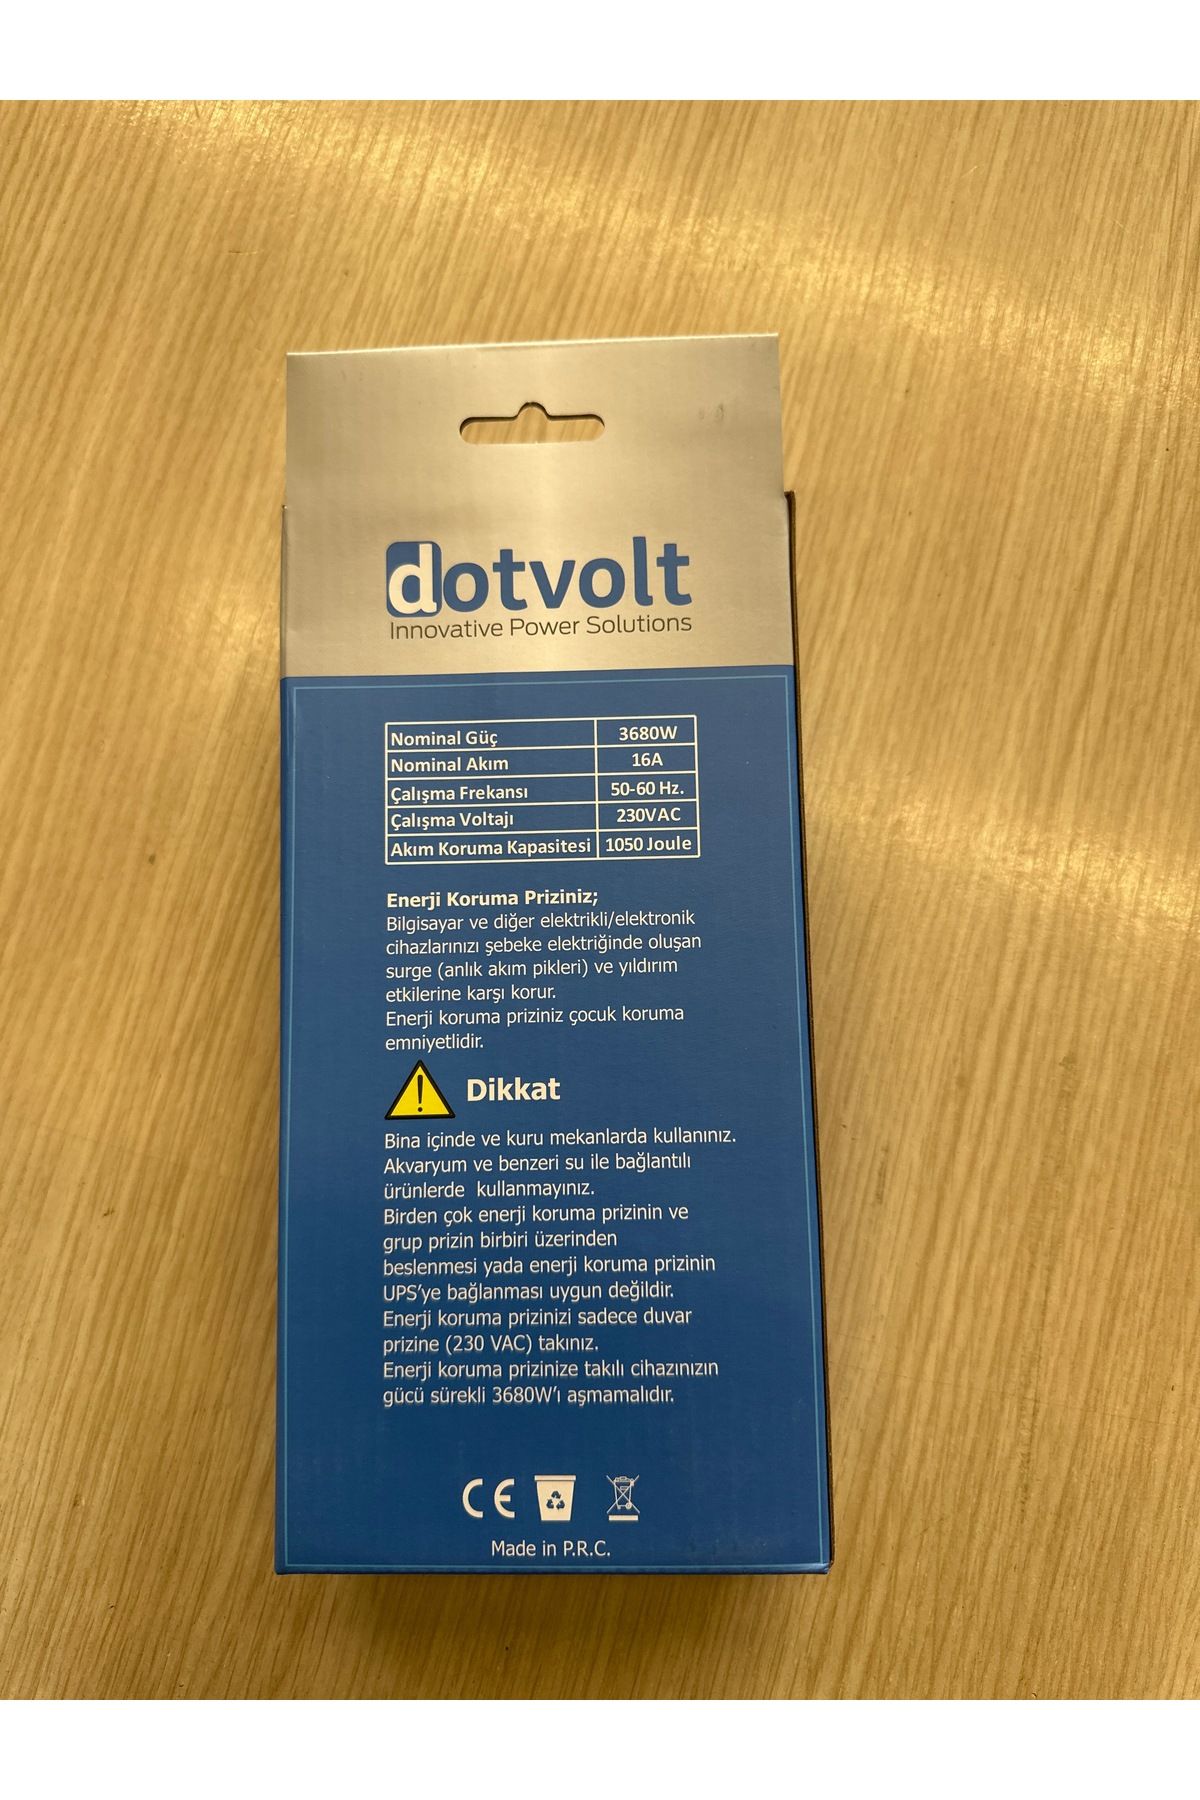 dotvolt
Innovative Power Solutions
Nominal Güç 3680W
Nominal Akım 16A
Çalışma Frekansı 50-60 Hz.
Çalışma Voltajı 230VAC
Akım Koruma Kapasitesi 1050 Joule
Enerji Koruma Priziniz;
Bilgisayar ve diğer elektrikli/elektronik
cihazlarınızı şebeke elektriğinde oluşan
surge (anlık akım pikleri) ve yıldırım
etkilerine karşı korur.
Enerji koruma priziniz çocuk koruma
emniyetlidir.
Dikkat
Bina içinde ve kuru mekanlarda kullanınız.
Akvaryum ve benzeri su ile bağlantılı
ürünlerde kullanmayınız.
Birden çok enerji koruma prizinin ve
grup prizin birbiri üzerinden
beslenmesi yada enerji koruma prizinin
UPS'ye bağlanması uygun değildir.
Enerji koruma prizinizi sadece duvar
prizine (230 VAC) takınız.
Enerji koruma prizinize takılı cihazınızın
gücü sürekli 3680W'ı aşmamalıdır.
CE
Made in P.R.C.